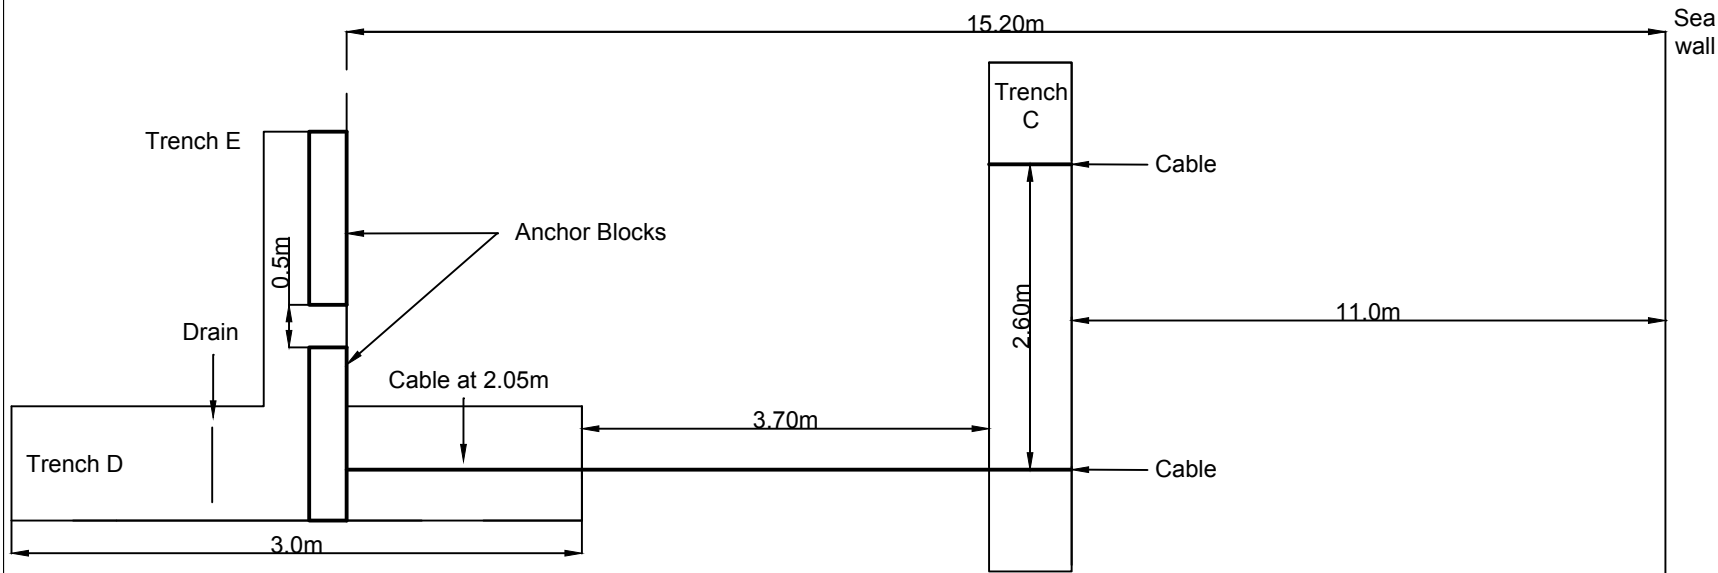 15.20m
Sea
wall
Trench
C
Trench E
Cable
Anchor Blocks
0.5m
2.60m
11.0m
Drain
Cable at 2.05m
3.70m
Trench D
Cable
3.0m